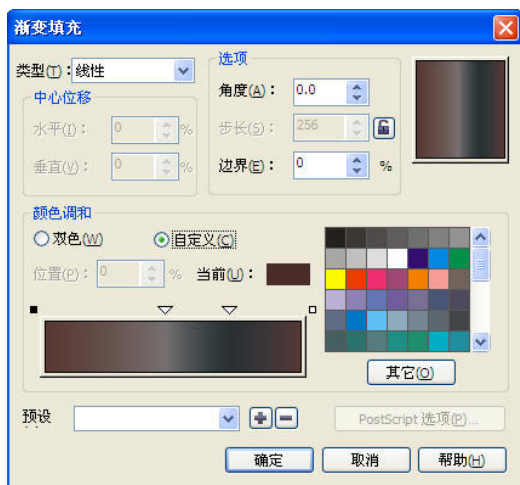 渐变填充
类型(T): 线性
选项
角度(A): 0.0
中心位移
水平(I): 0 %
步长(S): 256
垂直(V): 0 %
边界(E): 0 %
颜色调和
双色(W) 自定义(C)
位置(P): 0 % 当前(U):
其它(O)
预设
PostScript 选项(P)...
确定 取消 帮助(H)